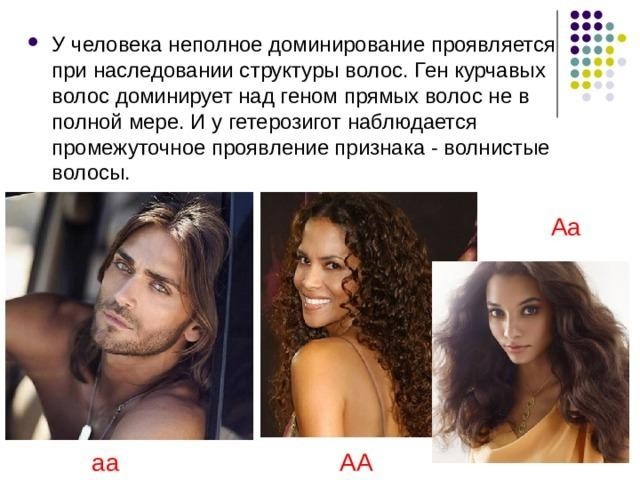 У человека неполное доминирование проявляется
при наследовании структуры волос. Ген курчавых
волос доминирует над геном прямых волос не в
полной мере. И у гетерозигот наблюдается
промежуточное проявление признака - волнистые
волосы.
Аа
аа
АА